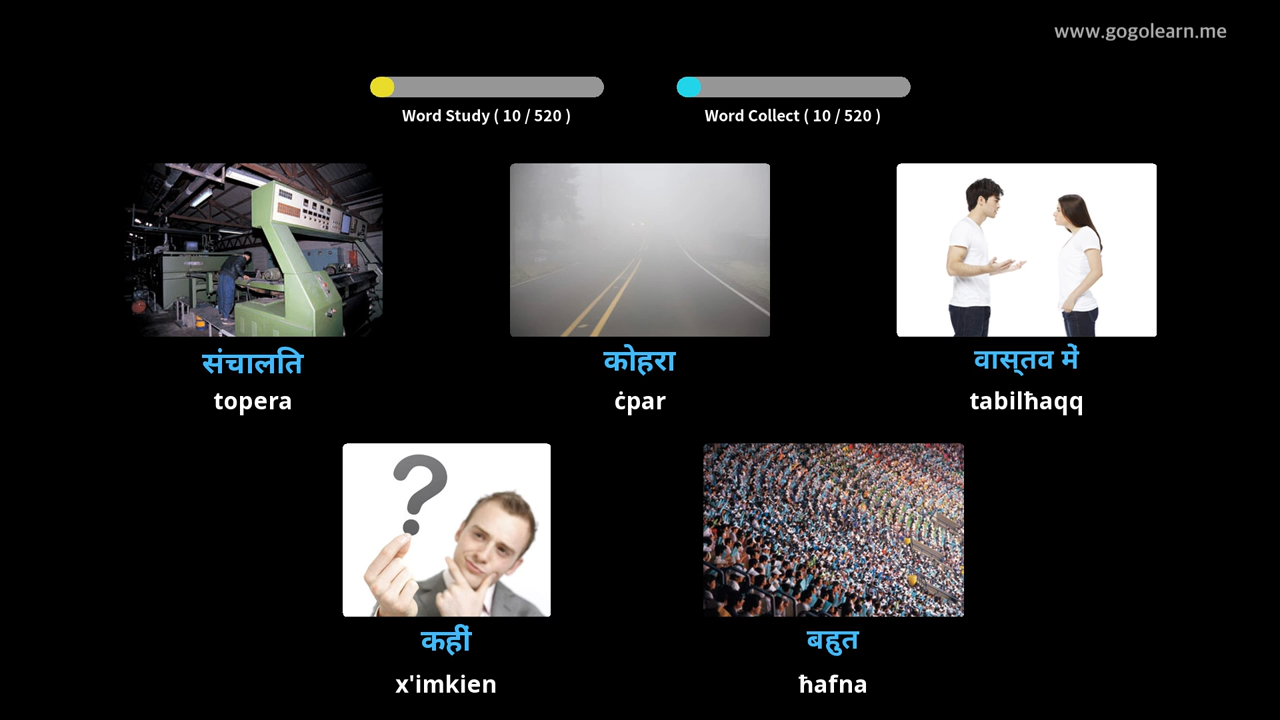 www.gogolearn.me
Word Study ( 10 / 520 )
Word Collect ( 10 / 520 )
संचालति
topera
कोहरा
ċpar
वास्तव में
tabilħaqq
?
कहीं
x'imkien
बहुत
ħafna